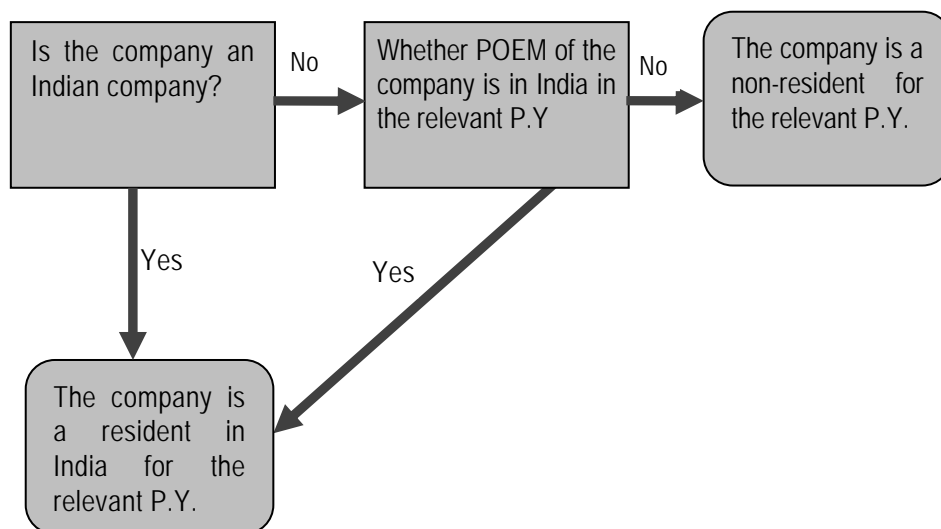 Is the company an
Indian company?
No
Whether POEM of the
company is in India in
the relevant P.Y
No
The company is a
non-resident for
the relevant P.Y.
Yes
Yes
The company is
a resident in
India for the
relevant P.Y.